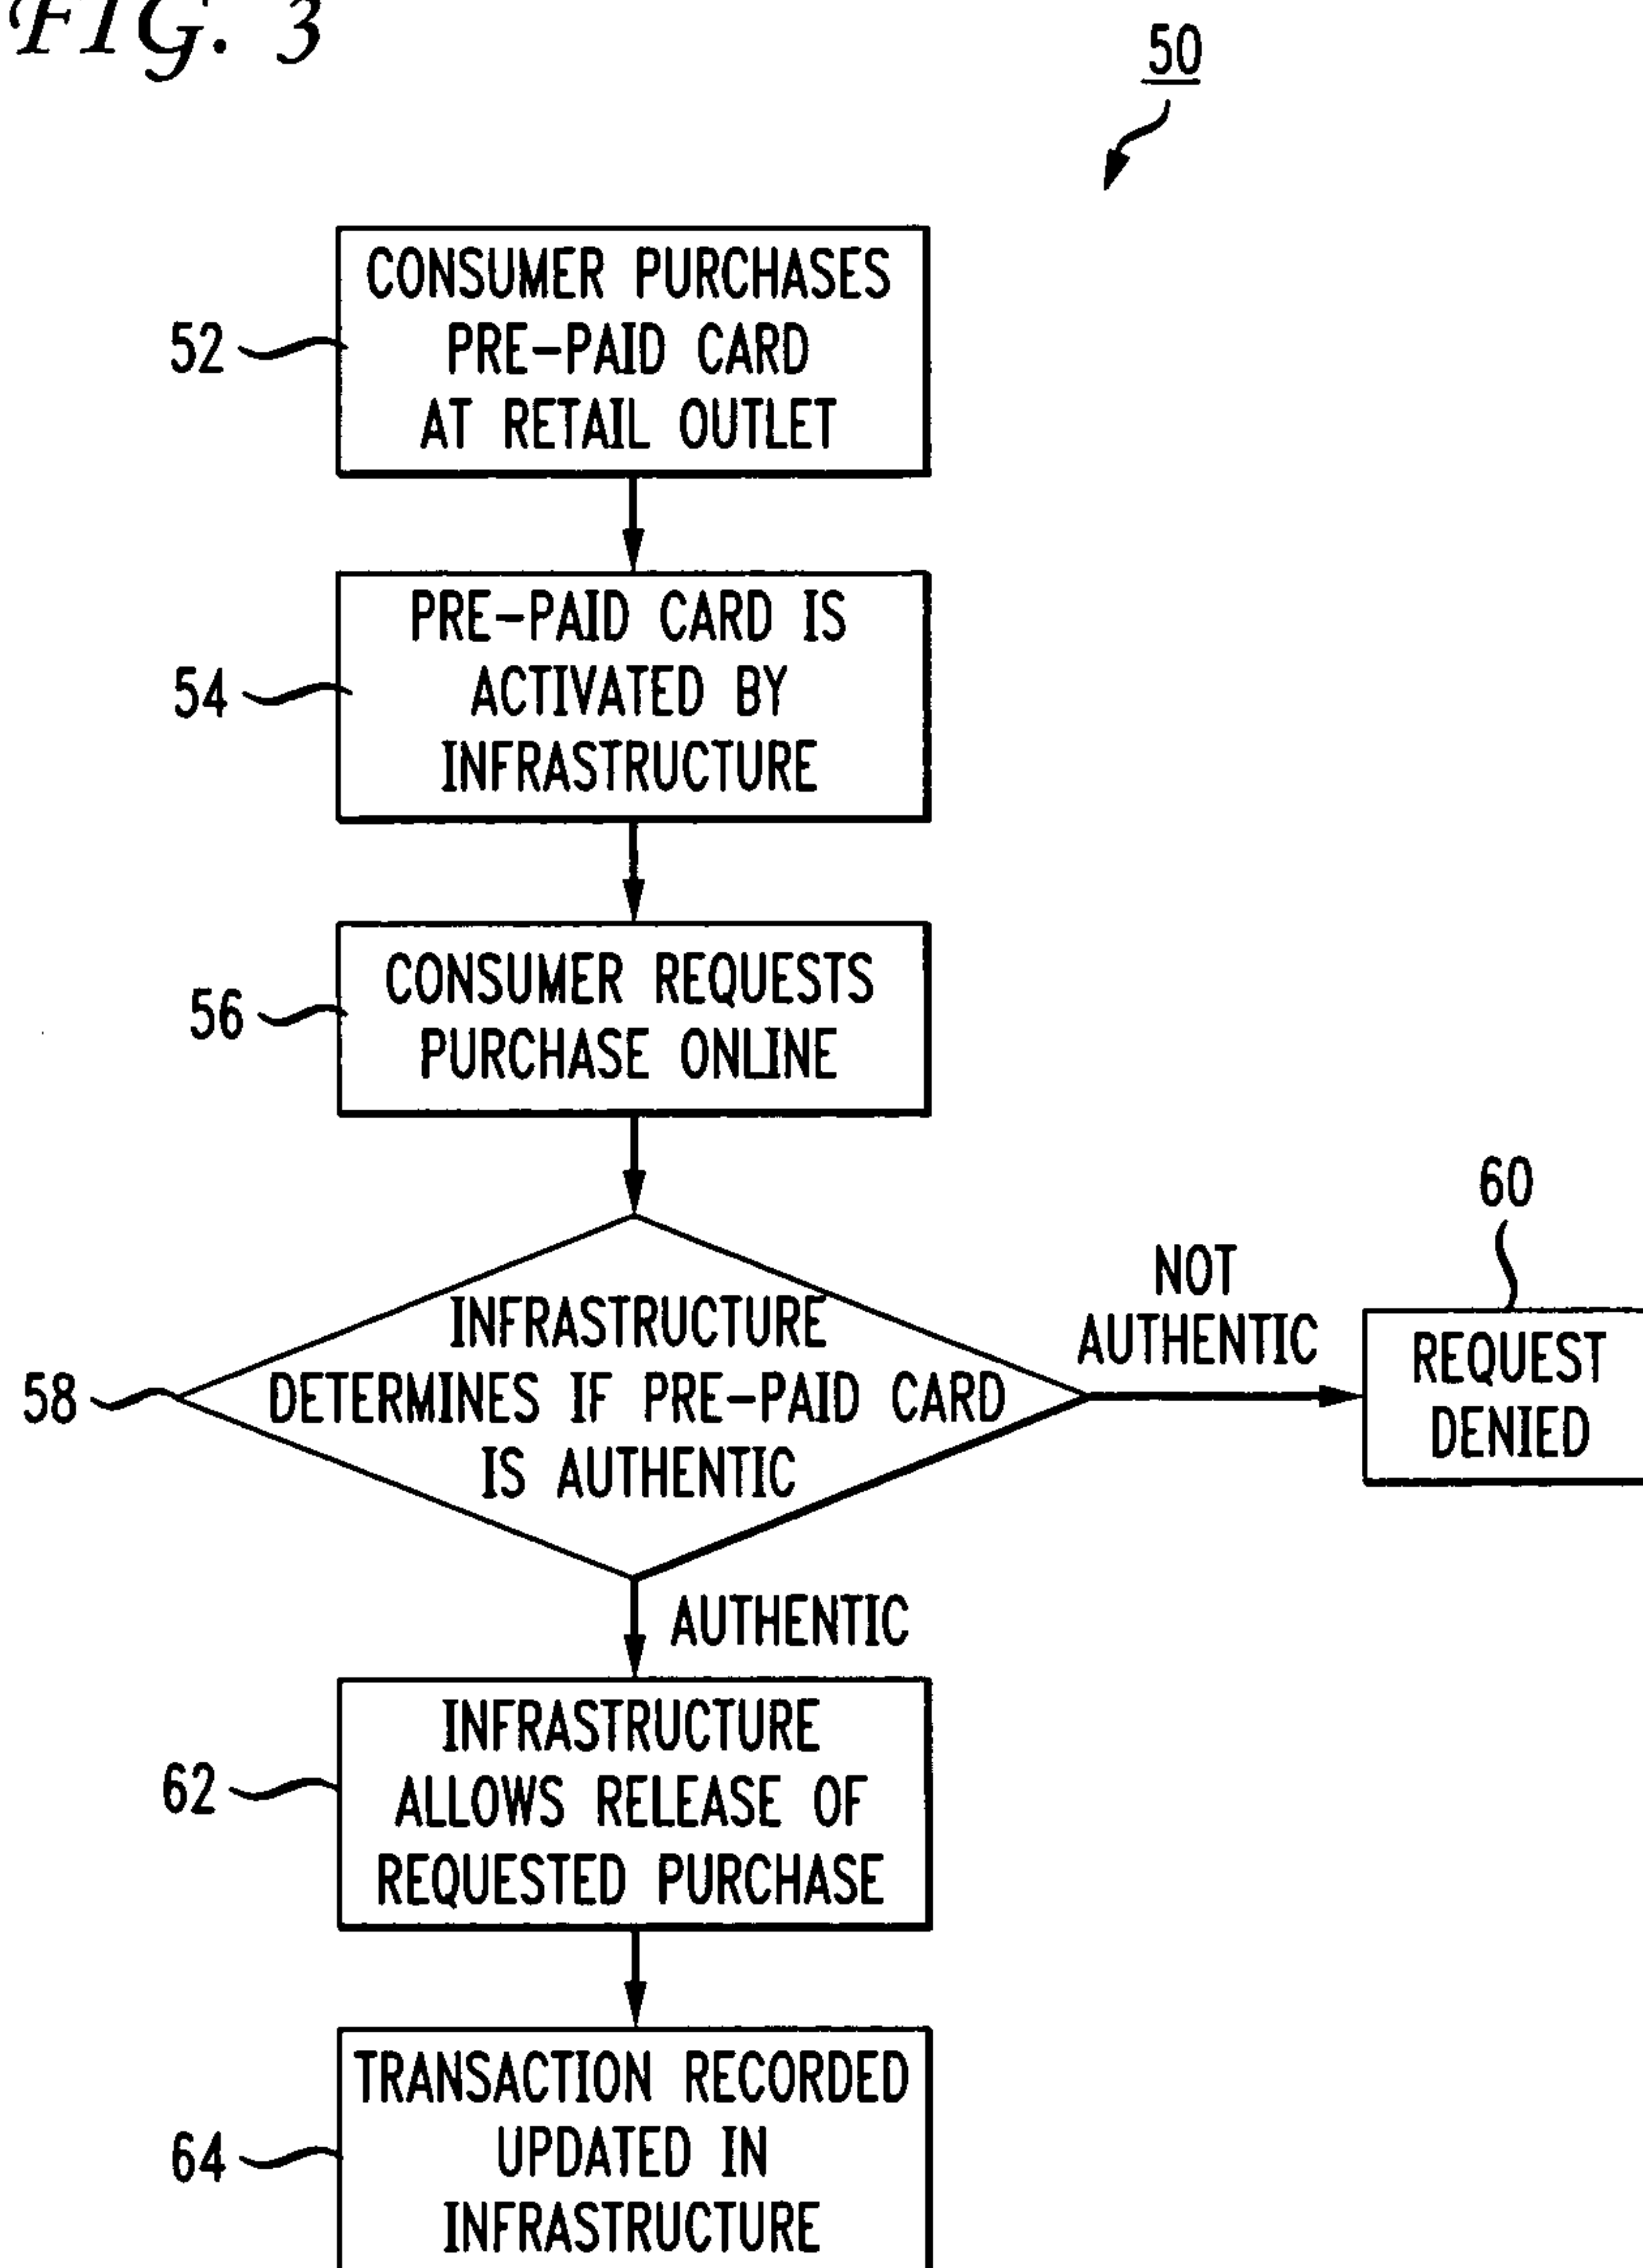 FIG. 3
50
CONSUMER PURCHASES
PRE-PAID CARD
AT RETAIL OUTLET
52
PRE-PAID CARD IS
ACTIVATED BY
INFRASTRUCTURE
54
CONSUMER REQUESTS
PURCHASE ONLINE
56
INFRASTRUCTURE
DETERMINES IF PRE-PAID CARD
IS AUTHENTIC
58
NOT
AUTHENTIC
60
REQUEST
DENIED
AUTHENTIC
INFRASTRUCTURE
ALLOWS RELEASE OF
REQUESTED PURCHASE
62
TRANSACTION RECORDED
UPDATED IN
INFRASTRUCTURE
64